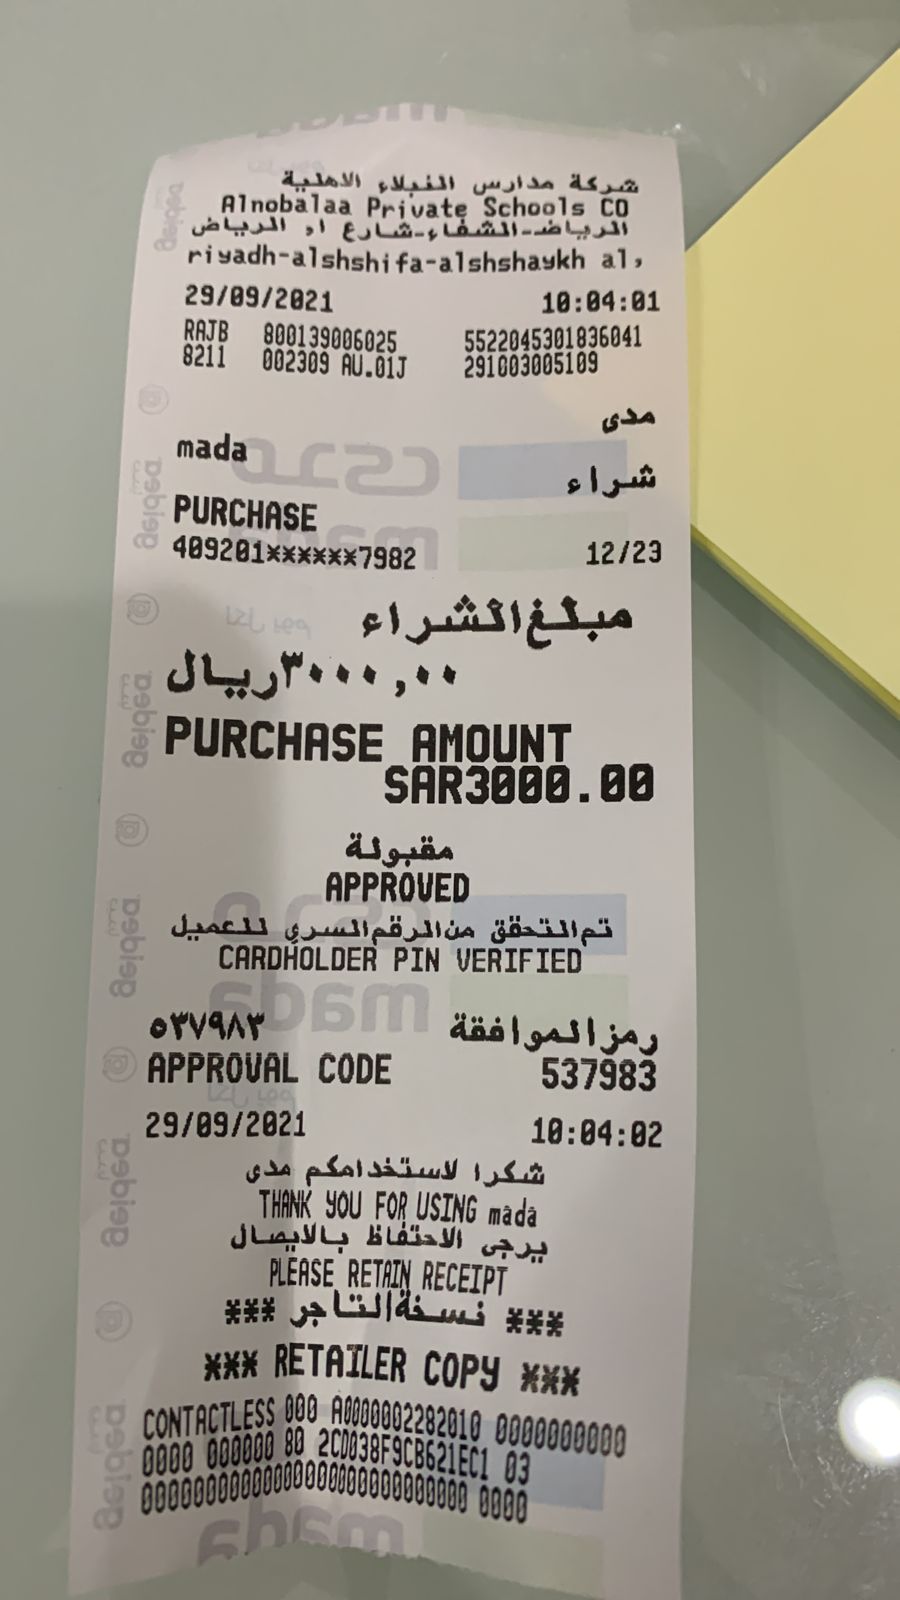 شركة مدارس النبلاء الاهلية
Alnobalaa Private Schools CO
الرياض-الشفاء-شارع ا, الرياض
riyadh-alshshifa-alshshaykh al,
29/09/2021 10:04:01
RAJB 800139006025 5522045301836041
8211 002309 AU.01J 291003005109
مدى
mada
شراء
PURCHASE
409201******7982 12/23
مبلغ الشراء
٣٠٠٠,٠٠ ريال
PURCHASE AMOUNT
SAR3000.00
مقبولة
APPROVED
تم التحقق من الرقم السري للعميل
CARDHOLDER PIN VERIFIED
رمز الموافقة ٥٣٧٩٨٣
APPROVAL CODE 537983
29/09/2021 10:04:02
شكرا لاستخدامكم مدى
THANK YOU FOR USING mada
يرجى الاحتفاظ بالايصال
PLEASE RETAIN RECEIPT
*** نسخة التاجر ***
*** RETAILER COPY ***
CONTACTLESS 000 A0000002282010 0000000000
0000 000000 80 2CD038F9CB621EC1 03
0000000000000000000000000000 0000